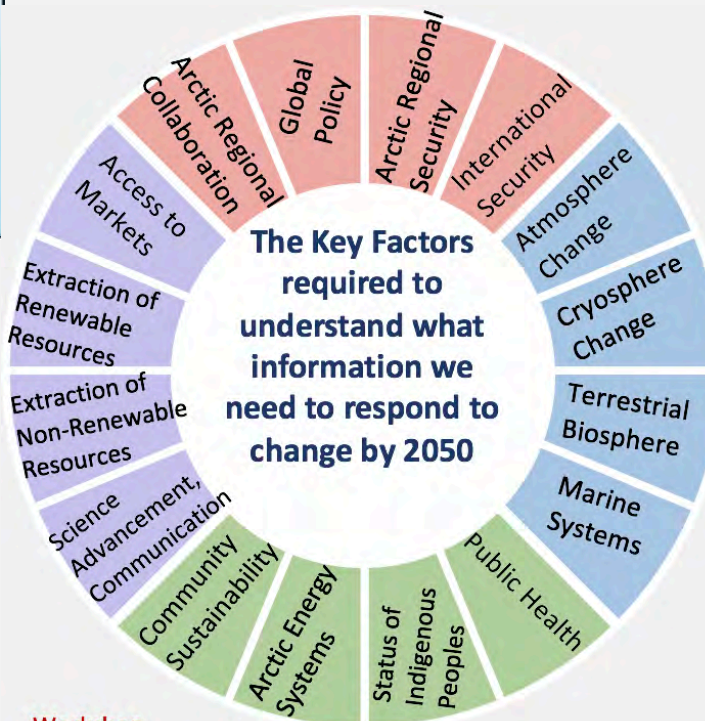 The Key Factors
required to
understand what
information we
need to respond to
change by 2050
Arctic Regional
Collaboration
Global
Policy
Arctic Regional
Security
International
Security
Atmosphere
Change
Cryosphere
Change
Terrestrial
Biosphere
Marine
Systems
Public Health
Status of
Indigenous
Peoples
Arctic Energy
Systems
Community
Sustainability
Science
Advancement,
Communication
Extraction of
Non-Renewable
Resources
Extraction of
Renewable
Resources
Access to
Markets